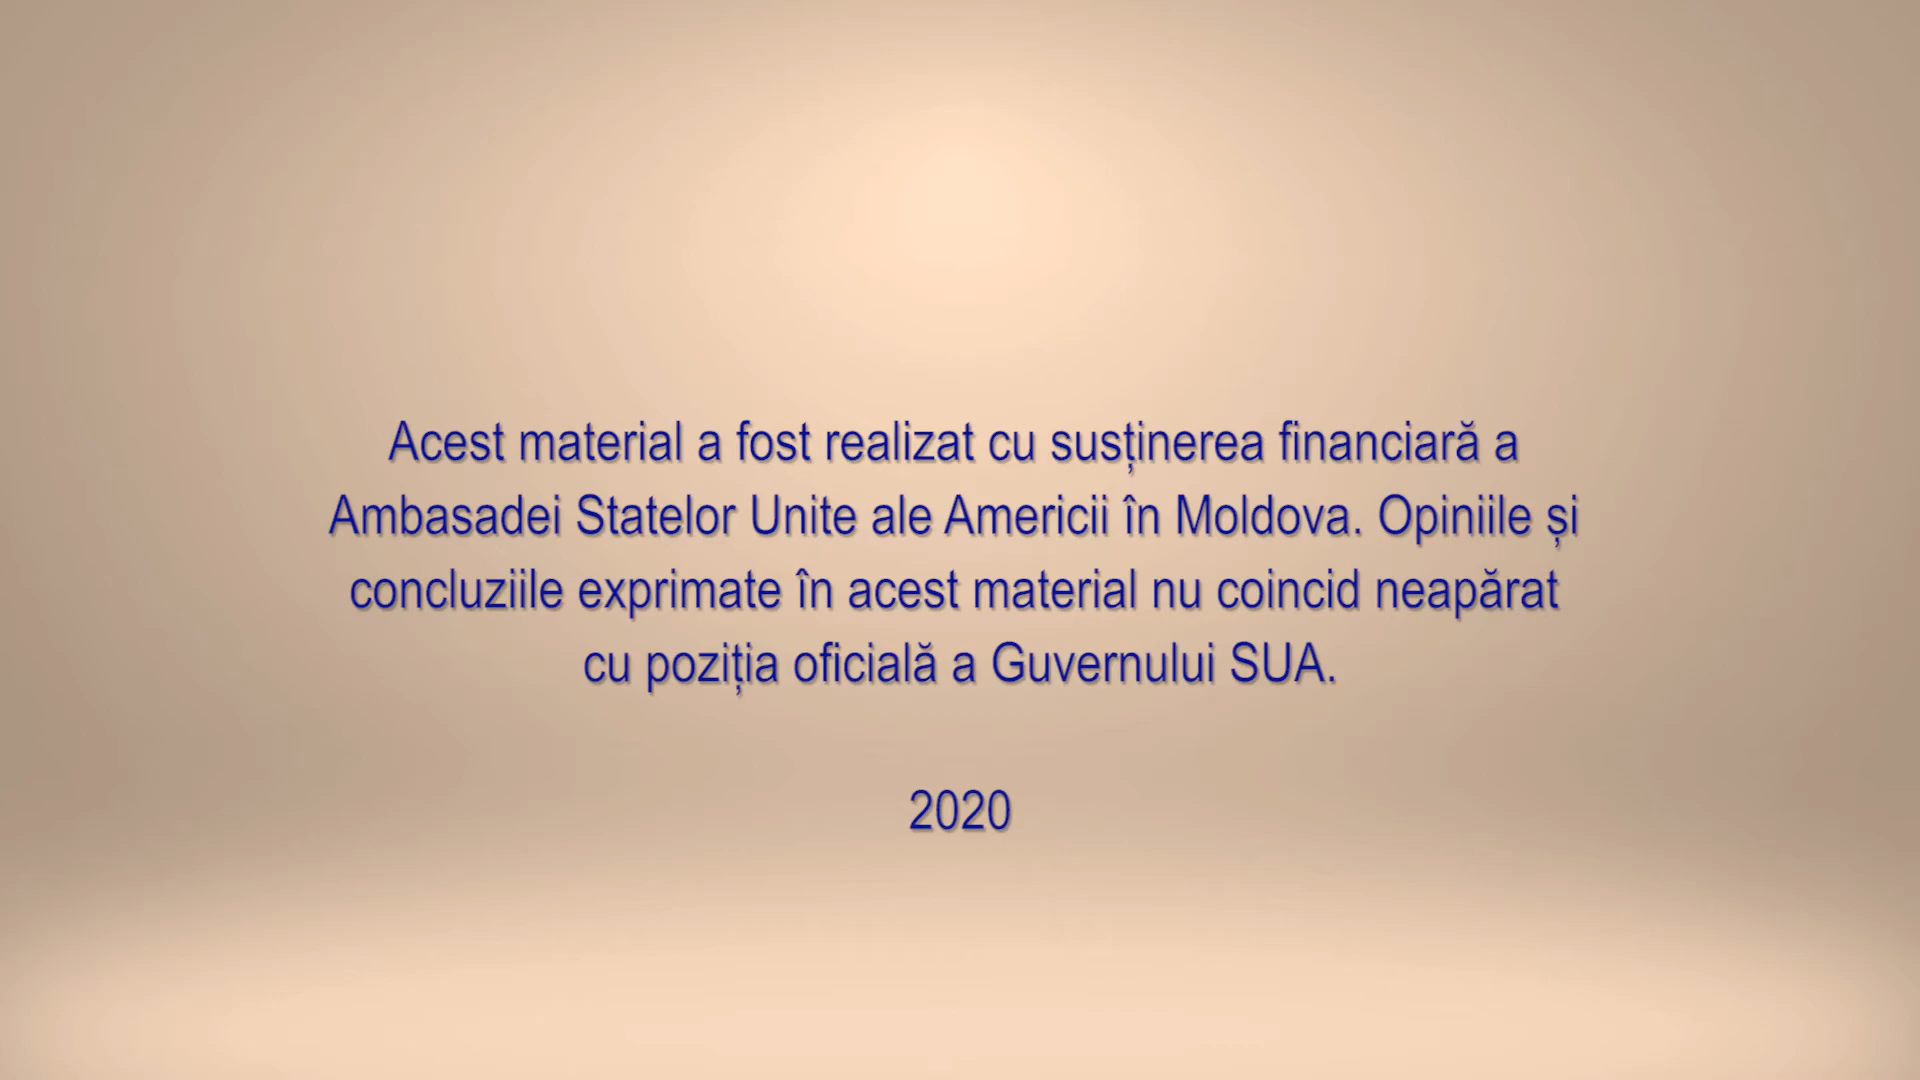 Acest material a fost realizat cu susținerea financiară a
Ambasadei Statelor Unite ale Americii în Moldova. Opiniile și
concluziile exprimate în acest material nu coincid neapărat
cu poziția oficială a Guvernului SUA.
2020